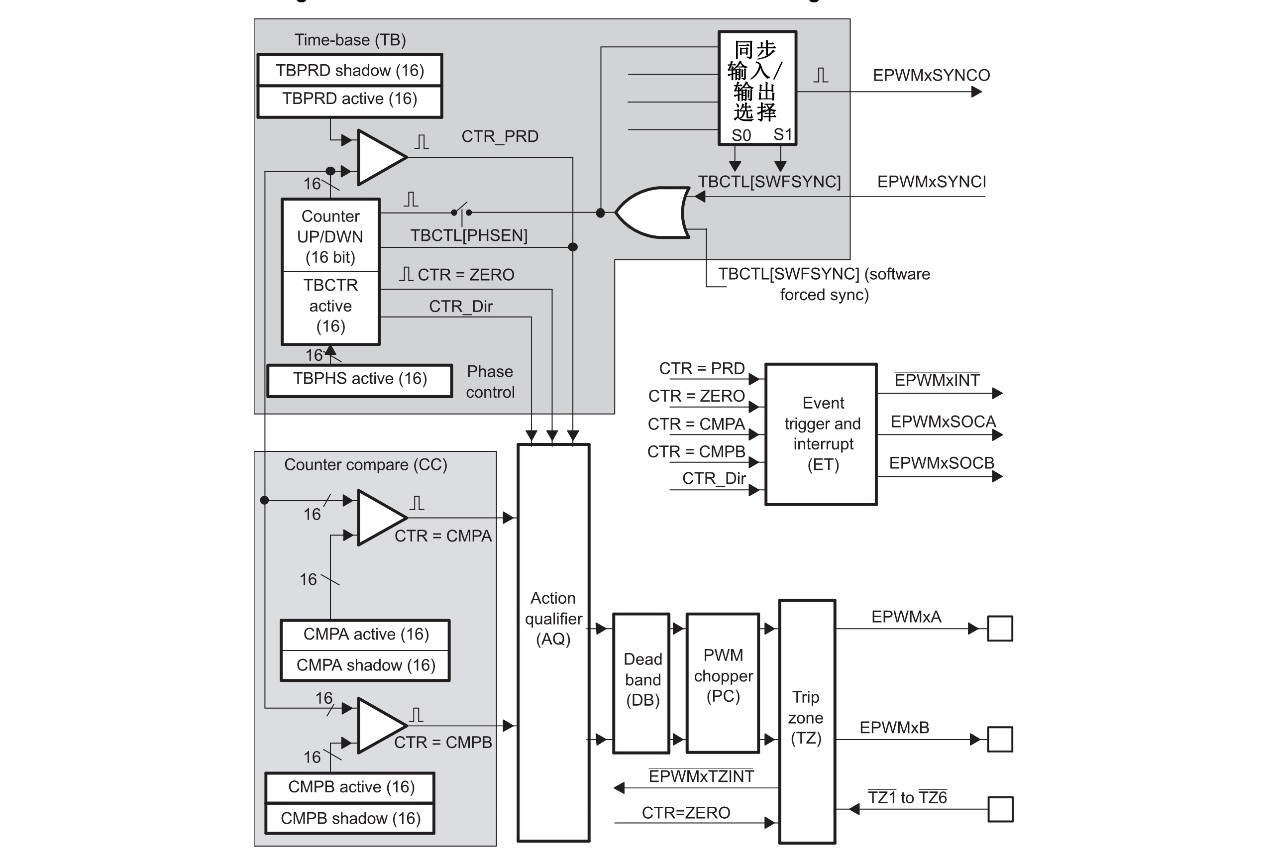 Time-base (TB)
TBPRD shadow (16)
TBPRD active (16)
CTR_PRD
16
Counter
UP/DWN
(16 bit)
TBCTR
active
(16)
TBCTL[PHSEN]
CTR = ZERO
CTR_Dir
16
TBPHS active (16)
Phase
control
同步
输入/
输出
选择
S0 S1
EPWMxSYNCO
TBCTL[SWFSYNC]
EPWMxSYNCI
TBCTL[SWFSYNC] (software
forced sync)
CTR = PRD
CTR = ZERO
CTR = CMPA
CTR = CMPB
CTR_Dir
Event
trigger and
interrupt
(ET)
EPWMxINT
EPWMxSOCA
EPWMxSOCB
Counter compare (CC)
16
CTR = CMPA
16
CMPA active (16)
CMPA shadow (16)
16
CTR = CMPB
16
CMPB active (16)
CMPB shadow (16)
Action
qualifier
(AQ)
Dead
band
(DB)
PWM
chopper
(PC)
Trip
zone
(TZ)
EPWMxA
EPWMxB
EPWMxTZINT
CTR=ZERO
TZ1 to TZ6